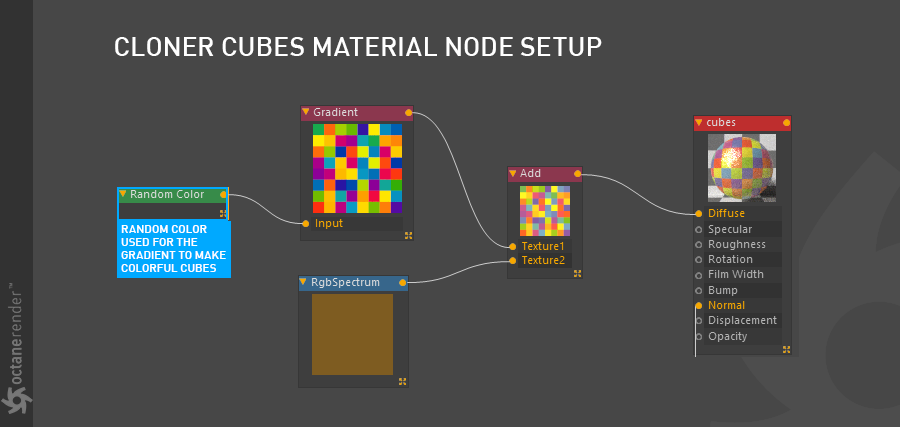 CLONER CUBES MATERIAL NODE SETUP
Gradient
Input
Random Color
RANDOM COLOR
USED FOR THE
GRADIENT TO MAKE
COLORFUL CUBES
RgbSpectrum
Add
Texture1
Texture2
cubes
Diffuse
Specular
Roughness
Rotation
Film Width
Bump
Normal
Displacement
Opacity
octanerender™